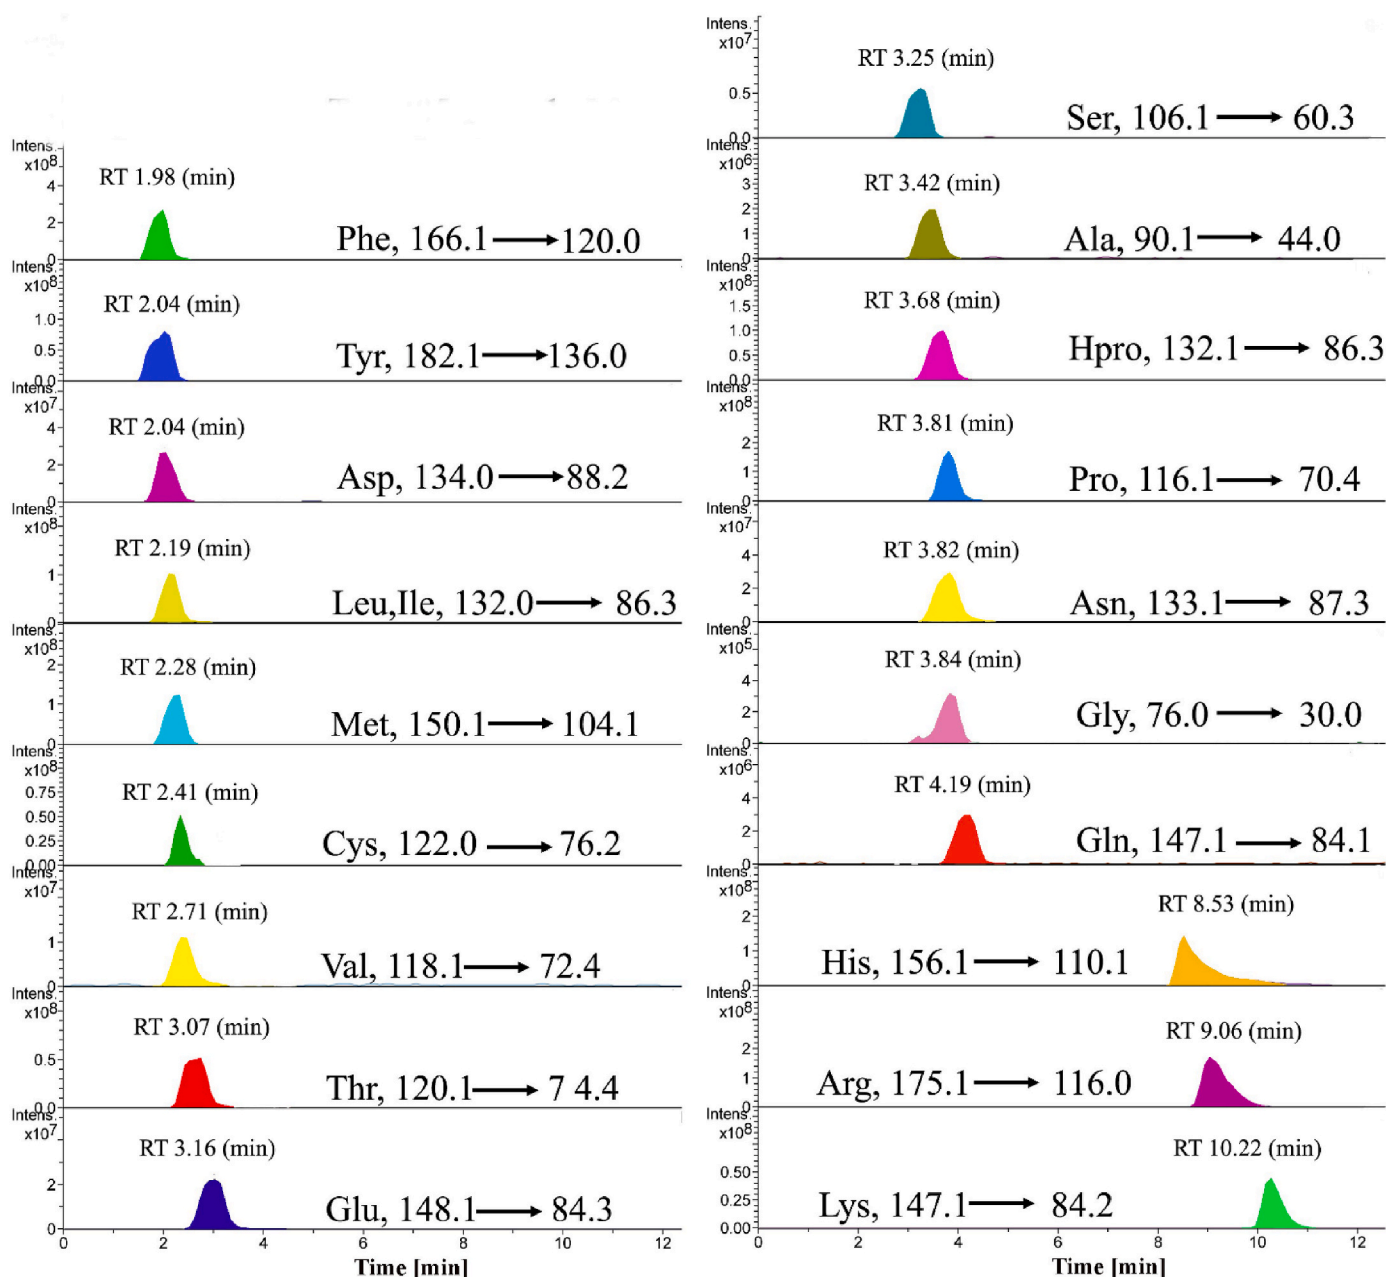 Intens.
x10^8
RT 1.98 (min)
4
2
0
Phe, 166.1 → 120.0
Intens.
x10^8
RT 2.04 (min)
1.0
0.5
0.0
Tyr, 182.1 → 136.0
Intens.
x10^7
RT 2.04 (min)
4
2
0
Asp, 134.0 → 88.2
Intens.
x10^8
RT 2.19 (min)
1
0
Leu,Ile, 132.0 → 86.3
Intens.
x10^8
RT 2.28 (min)
2
1
0
Met, 150.1 → 104.1
Intens.
x10^8
RT 2.41 (min)
0.75
0.50
0.25
0.00
Cys, 122.0 → 76.2
Intens.
x10^7
RT 2.71 (min)
1
0
Val, 118.1 → 72.4
Intens.
x10^8
RT 3.07 (min)
0.5
0.0
Thr, 120.1 → 7 4.4
Intens.
x10^7
RT 3.16 (min)
2
0
Glu, 148.1 → 84.3
0 2 4 6 8 10 12
Time [min]
Intens.
x10^7
RT 3.25 (min)
0.5
0.0
Ser, 106.1 → 60.3
Intens.
x10^6
RT 3.42 (min)
3
2
1
0
Ala, 90.1 → 44.0
Intens.
x10^8
RT 3.68 (min)
1.5
1.0
0.5
0.0
Hpro, 132.1 → 86.3
Intens.
x10^8
RT 3.81 (min)
2
1
0
Pro, 116.1 → 70.4
Intens.
x10^7
RT 3.82 (min)
4
2
0
Asn, 133.1 → 87.3
Intens.
x10^5
RT 3.84 (min)
4
2
0
Gly, 76.0 → 30.0
Intens.
x10^6
RT 4.19 (min)
4
2
0
Gln, 147.1 → 84.1
Intens.
x10^8
RT 8.53 (min)
2
1
0
His, 156.1 → 110.1
Intens.
x10^8
RT 9.06 (min)
2
1
0
Arg, 175.1 → 116.0
Intens.
x10^8
RT 10.22 (min)
0.50
0.25
0.00
Lys, 147.1 → 84.2
0 2 4 6 8 10 12
Time [min]